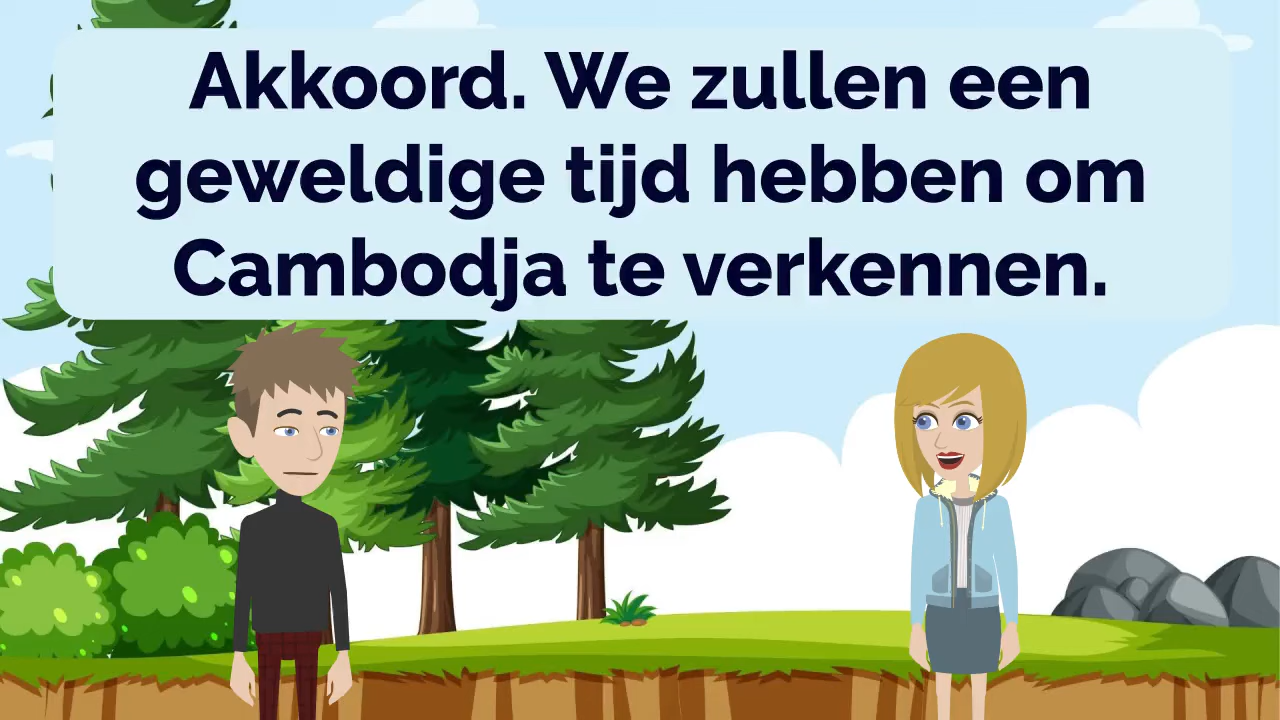 Akkoord. We zullen een
geweldige tijd hebben om
Cambodja te verkennen.